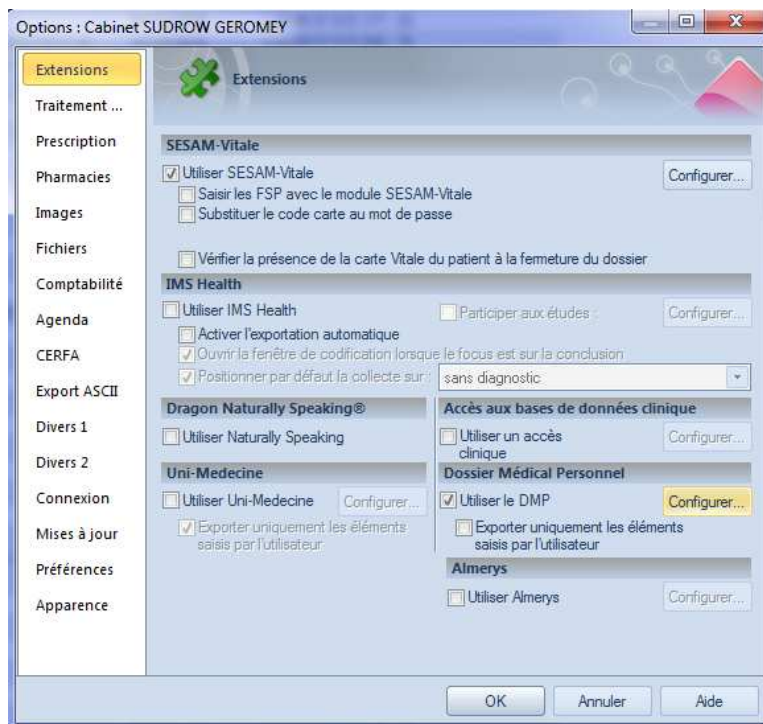 Options : Cabinet SUDROW GEROMEY
Extensions
Traitement ...
Prescription
Pharmacies
Images
Fichiers
Comptabilité
Agenda
CERFA
Export ASCII
Divers 1
Divers 2
Connexion
Mises à jour
Préférences
Apparence
Extensions
SESAM-Vitale
Utiliser SESAM-Vitale Configurer...
Saisir les FSP avec le module SESAM-Vitale
Substituer le code carte au mot de passe
Vérifier la présence de la carte Vitale du patient à la fermeture du dossier
IMS Health
Utiliser IMS Health Participer aux études : Configurer...
Activer l'exportation automatique
Ouvrir la fenêtre de codification lorsque le focus est sur la conclusion
Positionner par défaut la collecte sur : sans diagnostic
Dragon Naturally Speaking®
Utiliser Naturally Speaking
Accès aux bases de données clinique
Utiliser un accès
clinique
Configurer...
Uni-Medecine
Utiliser Uni-Medecine Configurer...
Exporter uniquement les éléments
saisis par l'utilisateur
Dossier Médical Personnel
Utiliser le DMP Configurer...
Exporter uniquement les éléments
saisis par l'utilisateur
Almerys
Utiliser Almerys Configurer...
OK Annuler Aide